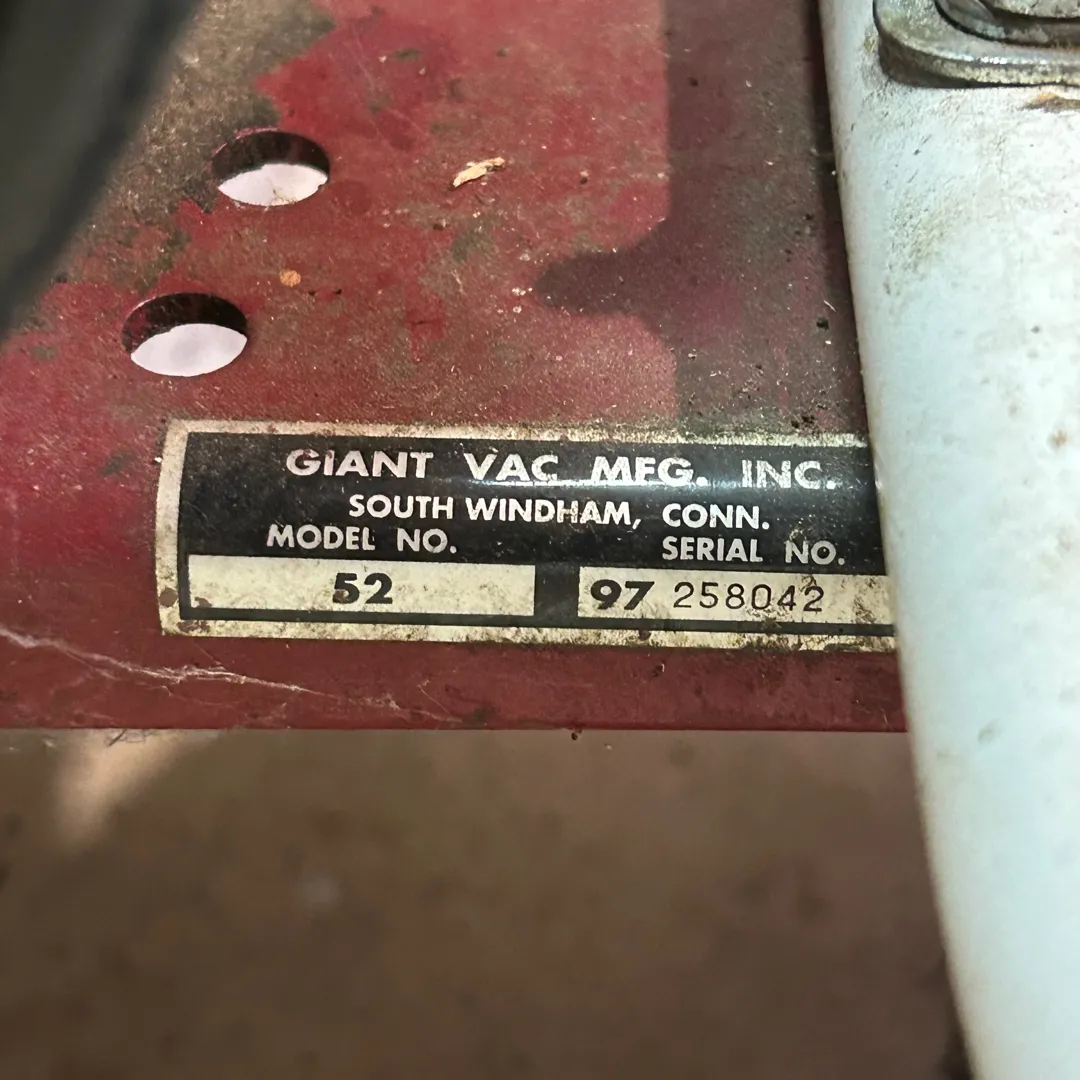 GIANT VAC MFG. INC.
SOUTH WINDHAM, CONN.
MODEL NO. SERIAL NO.
52 97 258042